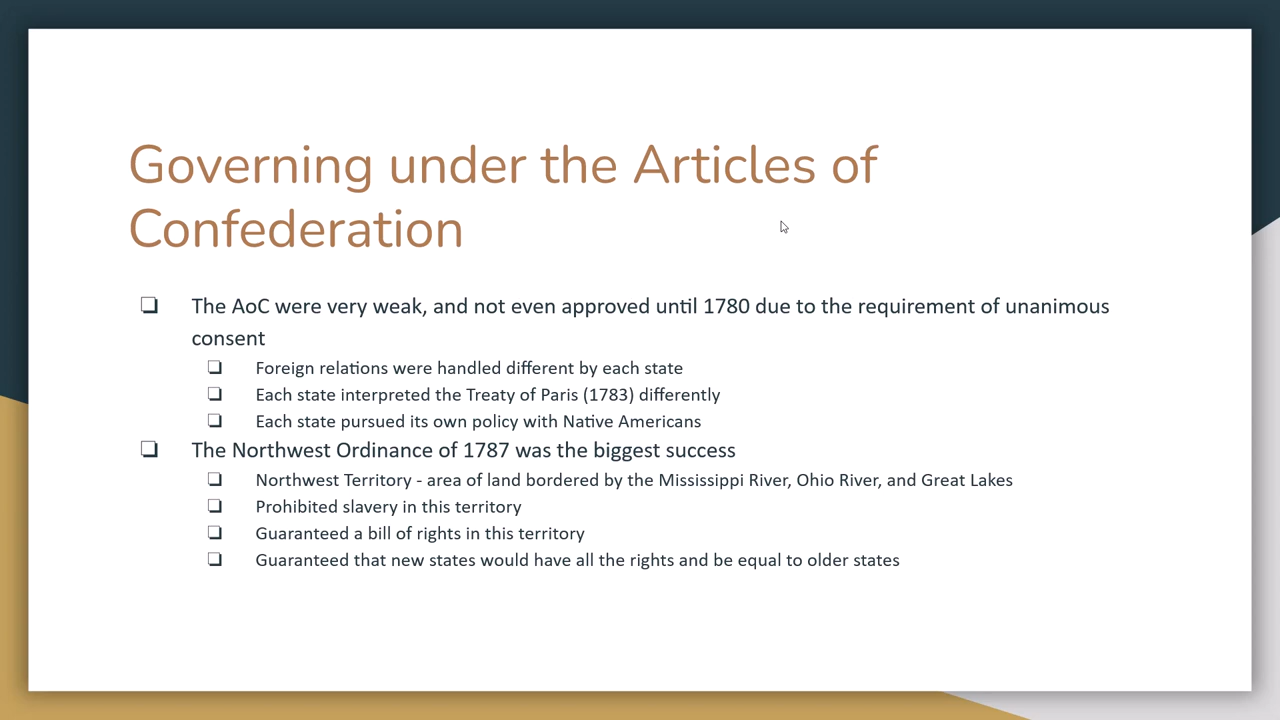 Governing under the Articles of
Confederation
❏ The AoC were very weak, and not even approved until 1780 due to the requirement of unanimous
consent
❏ Foreign relations were handled different by each state
❏ Each state interpreted the Treaty of Paris (1783) differently
❏ Each state pursued its own policy with Native Americans
❏ The Northwest Ordinance of 1787 was the biggest success
❏ Northwest Territory - area of land bordered by the Mississippi River, Ohio River, and Great Lakes
❏ Prohibited slavery in this territory
❏ Guaranteed a bill of rights in this territory
❏ Guaranteed that new states would have all the rights and be equal to older states